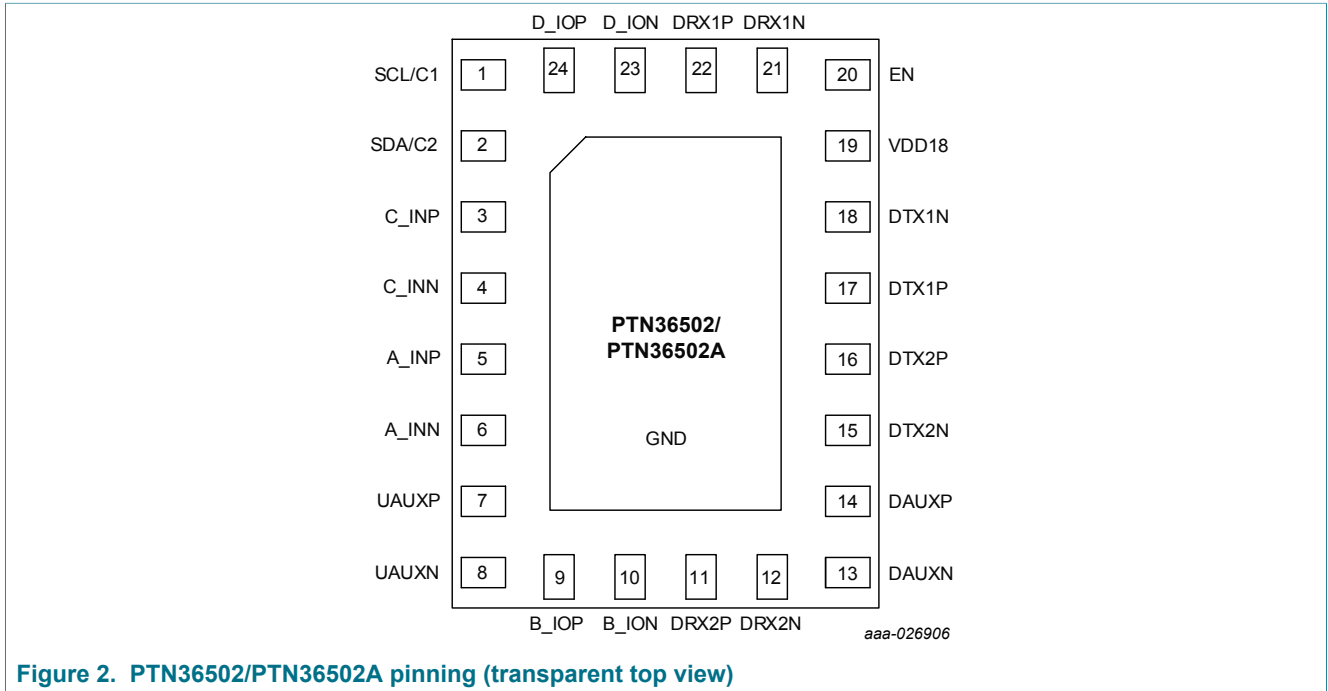 D_IOP D_ION DRX1P DRX1N
24 23 22 21
SCL/C1 1 20 EN
SDA/C2 2 19 VDD18
C_INP 3 18 DTX1N
C_INN 4 17 DTX1P
PTN36502/
PTN36502A
A_INP 5 16 DTX2P
A_INN 6 15 DTX2N
GND
UAUXP 7 14 DAUXP
UAUXN 8 13 DAUXN
9 10 11 12
B_IOP B_ION DRX2P DRX2N
aaa-026906
Figure 2. PTN36502/PTN36502A pinning (transparent top view)